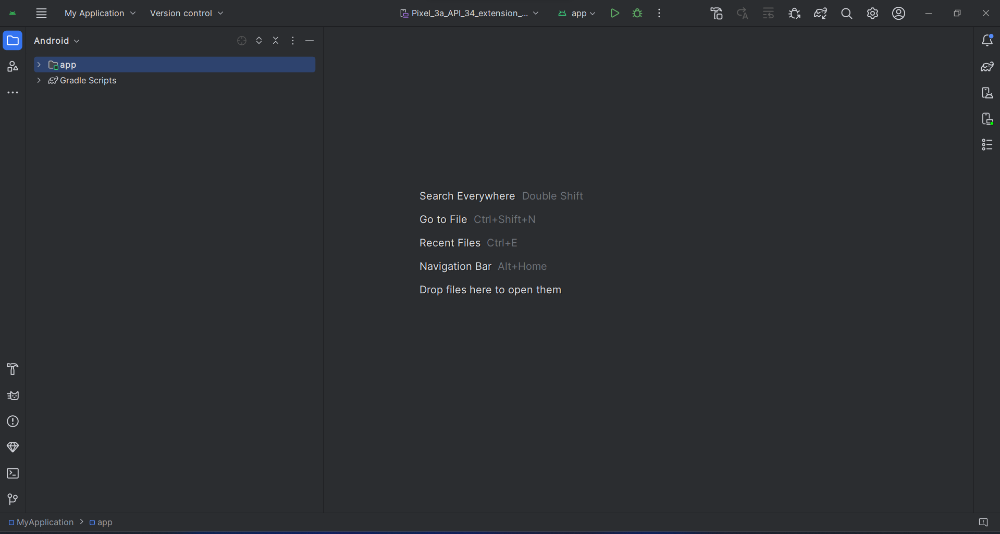 My Application
Version control
Pixel_3a_API_34_extension_...
app
Android
app
Gradle Scripts
Search Everywhere Double Shift
Go to File Ctrl+Shift+N
Recent Files Ctrl+E
Navigation Bar Alt+Home
Drop files here to open them
MyApplication > app